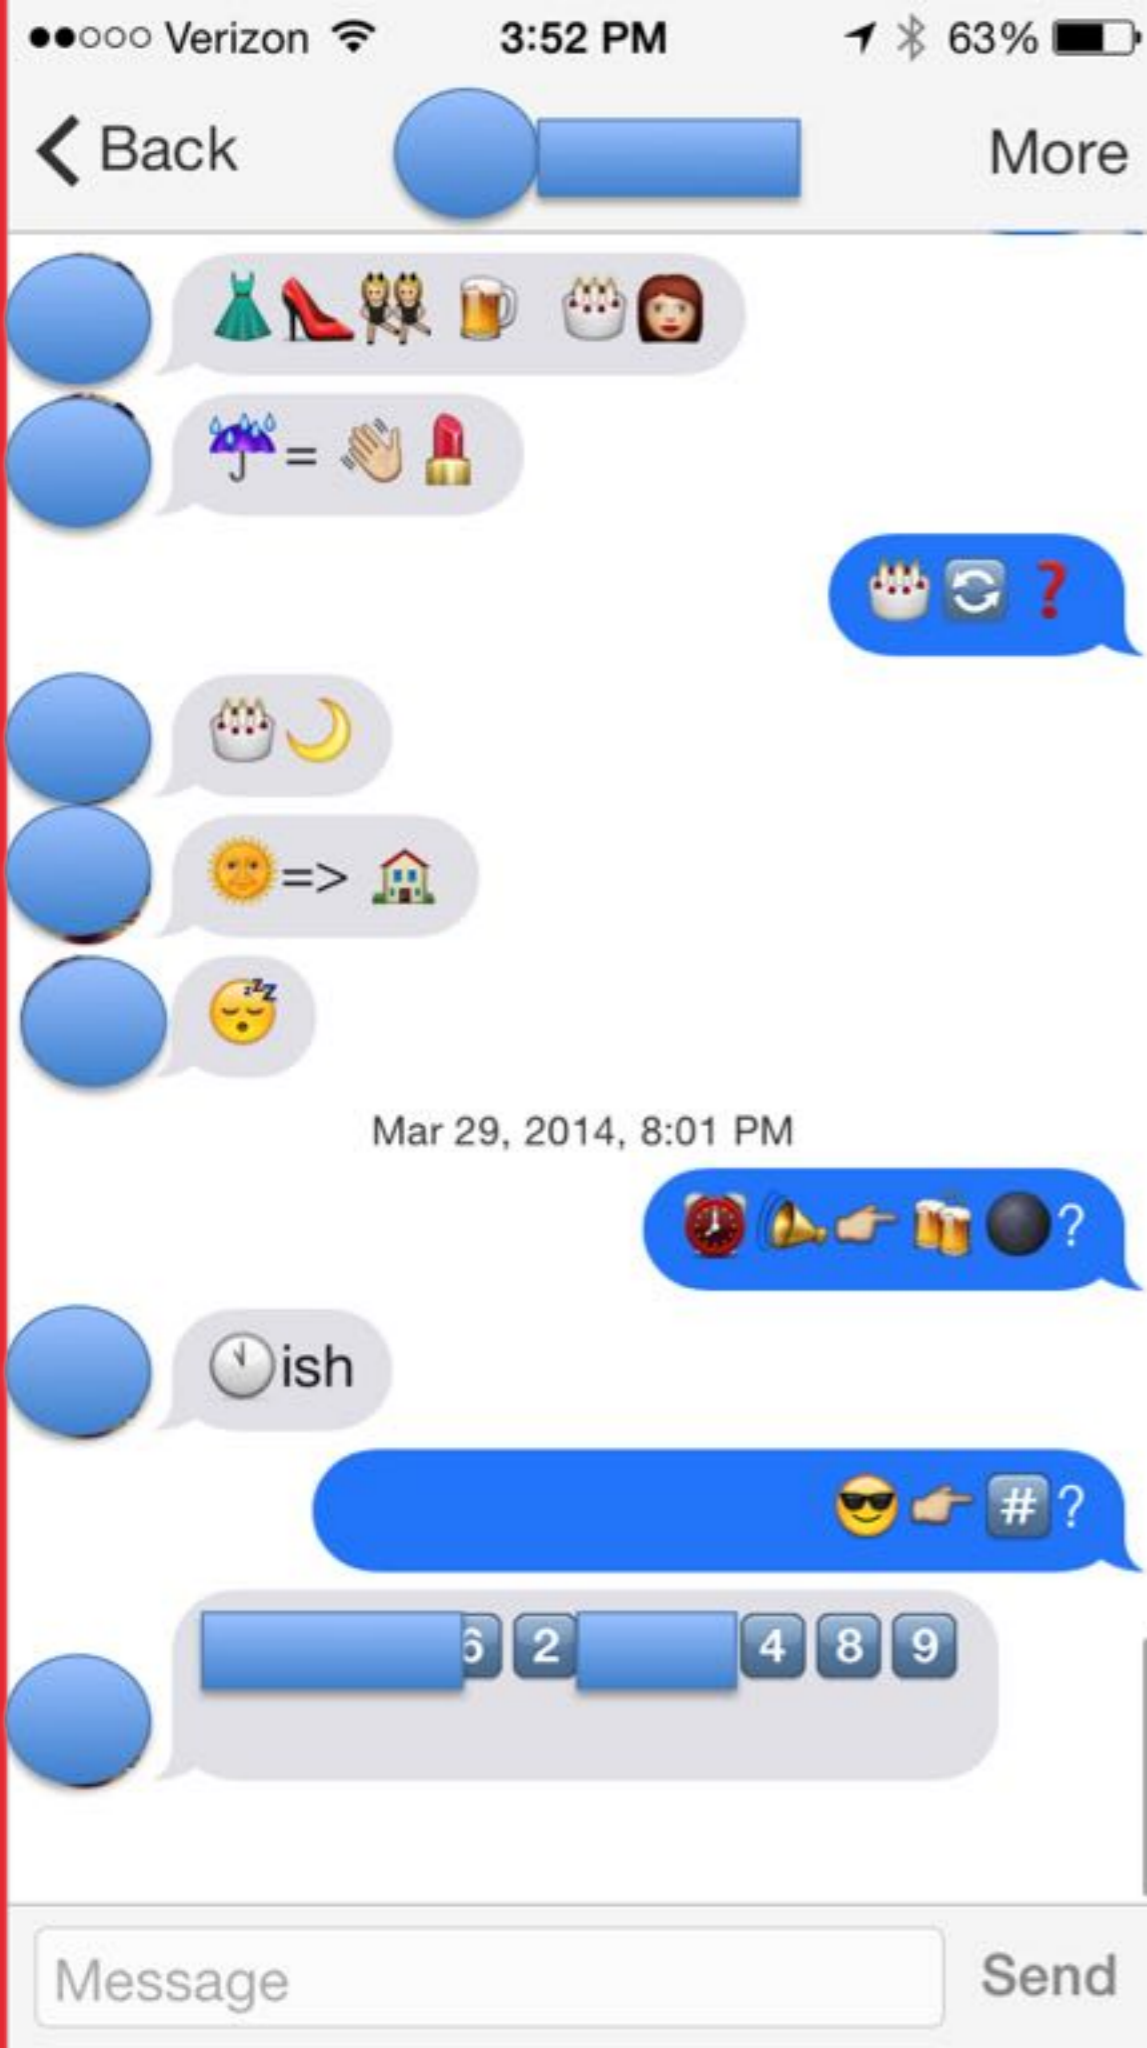 Verizon 3:52 PM 63%
Back More
=
Mar 29, 2014, 8:01 PM
=>
?
ish
# ?
6 2 4 8 9
Message Send